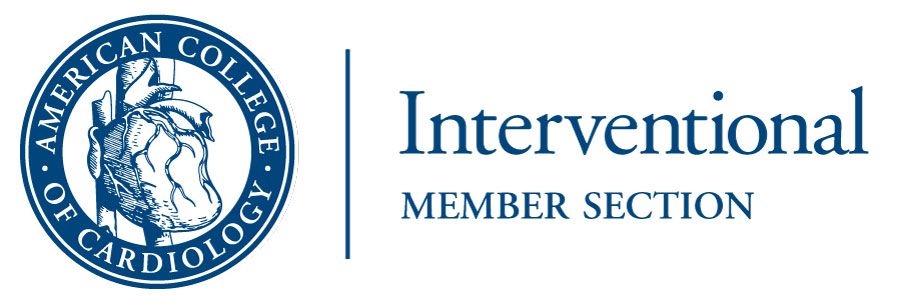 AMERICAN COLLEGE
· OF CARDIOLOGY ·
Interventional
MEMBER SECTION